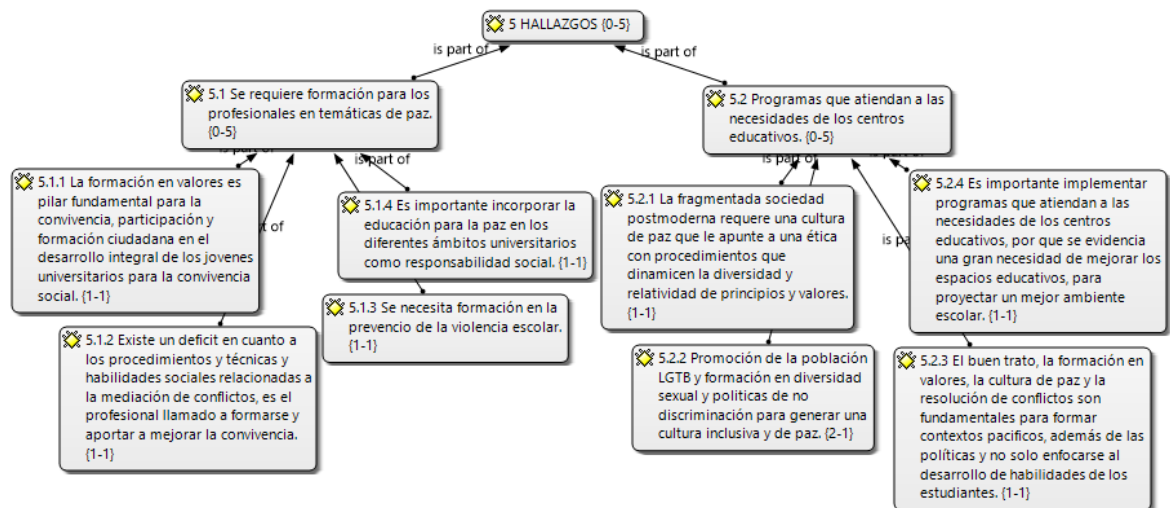 5 HALLAZGOS {0-5}
is part of
is part of
5.1 Se requiere formación para los
profesionales en temáticas de paz.
{0-5}
5.2 Programas que atiendan a las
necesidades de los centros
educativos. {0-5}
is part of
is part of
is part of
is part of
5.1.1 La formación en valores es
pilar fundamental para la
convivencia, participación y
formación ciudadana en el
desarrollo integral de los jovenes
universitarios para la convivencia
social. {1-1}
5.1.4 Es importante incorporar la
educación para la paz en los
diferentes ámbitos universitarios
como responsabilidad social. {1-1}
5.2.1 La fragmentada sociedad
postmoderna requere una cultura
de paz que le apunte a una ética
con procedimientos que
dinamicen la diversidad y
relatividad de principios y valores.
{1-1}
5.2.4 Es importante implementar
programas que atiendan a las
necesidades de los centros
educativos, por que se evidencia
una gran necesidad de mejorar los
espacios educativos, para
proyectar un mejor ambiente
escolar. {1-1}
of
is pa
5.1.3 Se necesita formación en la
prevencio de la violencia escolar.
{1-1}
5.1.2 Existe un deficit en cuanto a
los procedimientos y técnicas y
habilidades sociales relacionadas a
la mediación de conflictos, es el
profesional llamado a formarse y
aportar a mejorar la convivencia.
{1-1}
5.2.2 Promoción de la población
LGTB y formación en diversidad
sexual y politicas de no
discriminación para generar una
cultura inclusiva y de paz. {2-1}
5.2.3 El buen trato, la formación en
valores, la cultura de paz y la
resolución de conflictos son
fundamentales para formar
contextos pacificos, además de las
políticas y no solo enfocarse al
desarrollo de habilidades de los
estudiantes. {1-1}